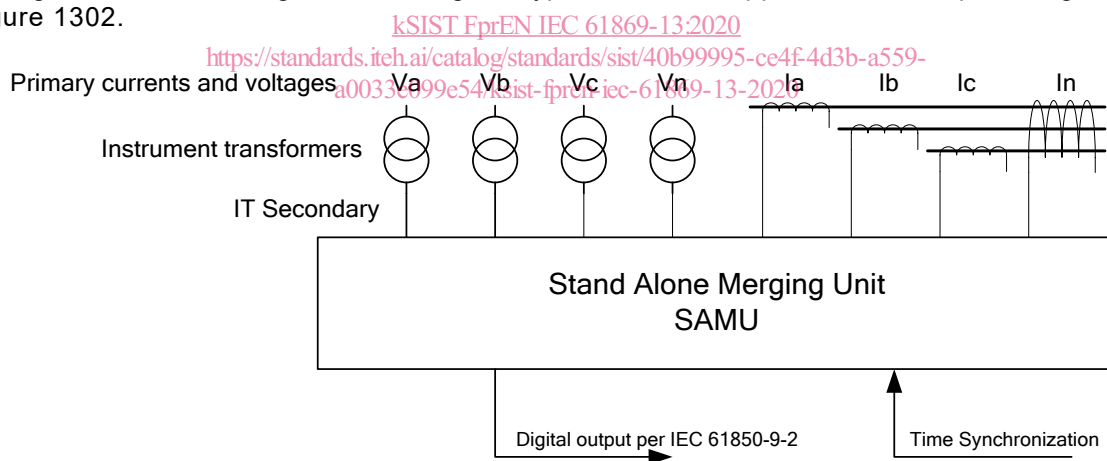 gure 1302.
kSIST FprEN IEC 61869-13:2020
https://standards.iteh.ai/catalog/standards/sist/40b99995-ce4f-4d3b-a559-
Primary currents and voltages Va Vb Vc Vn Ia Ib Ic In
Instrument transformers
IT Secondary
Stand Alone Merging Unit
SAMU
Digital output per IEC 61850-9-2
Time Synchronization